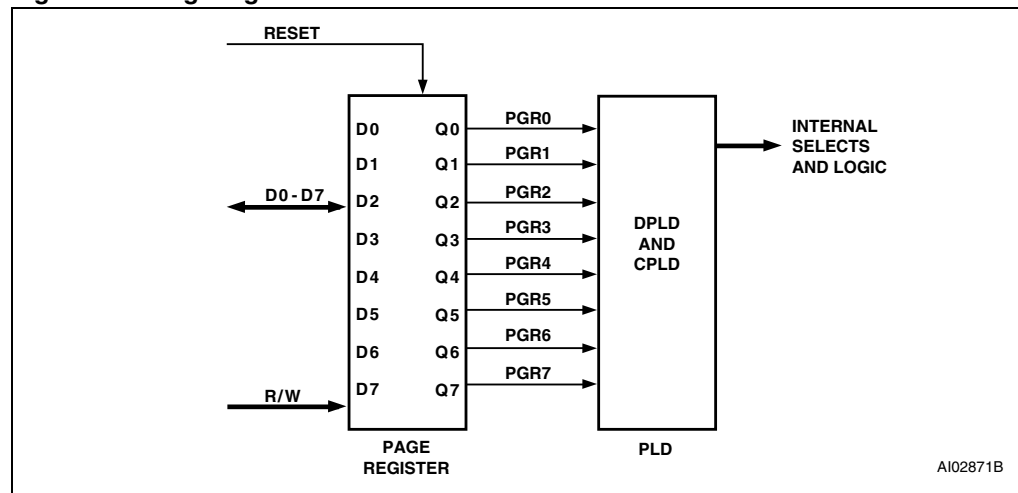 RESET
D0 Q0 PGR0
D1 Q1 PGR1
D0-D7 D2 Q2 PGR2
D3 Q3 PGR3
D4 Q4 PGR4
D5 Q5 PGR5
D6 Q6 PGR6
R/W D7 Q7 PGR7
PAGE
REGISTER
DPLD
AND
CPLD
PLD
INTERNAL
SELECTS
AND LOGIC
AI02871B